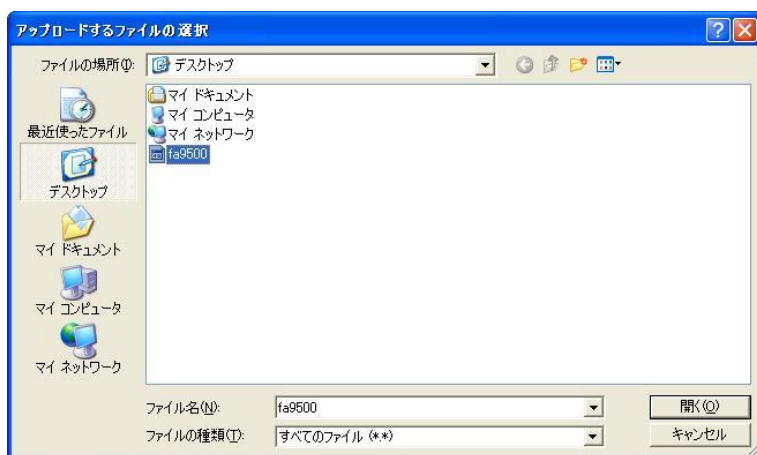 アップロードするファイルの選択
ファイルの場所(I):
デスクトップ
マイ ドキュメント
マイ コンピュータ
マイ ネットワーク
fa9500
最近使ったファイル
デスクトップ
マイ ドキュメント
マイ コンピュータ
マイ ネットワーク
ファイル名(N):
fa9500
開く(O)
ファイルの種類(T):
すべてのファイル (*.*)
キャンセル